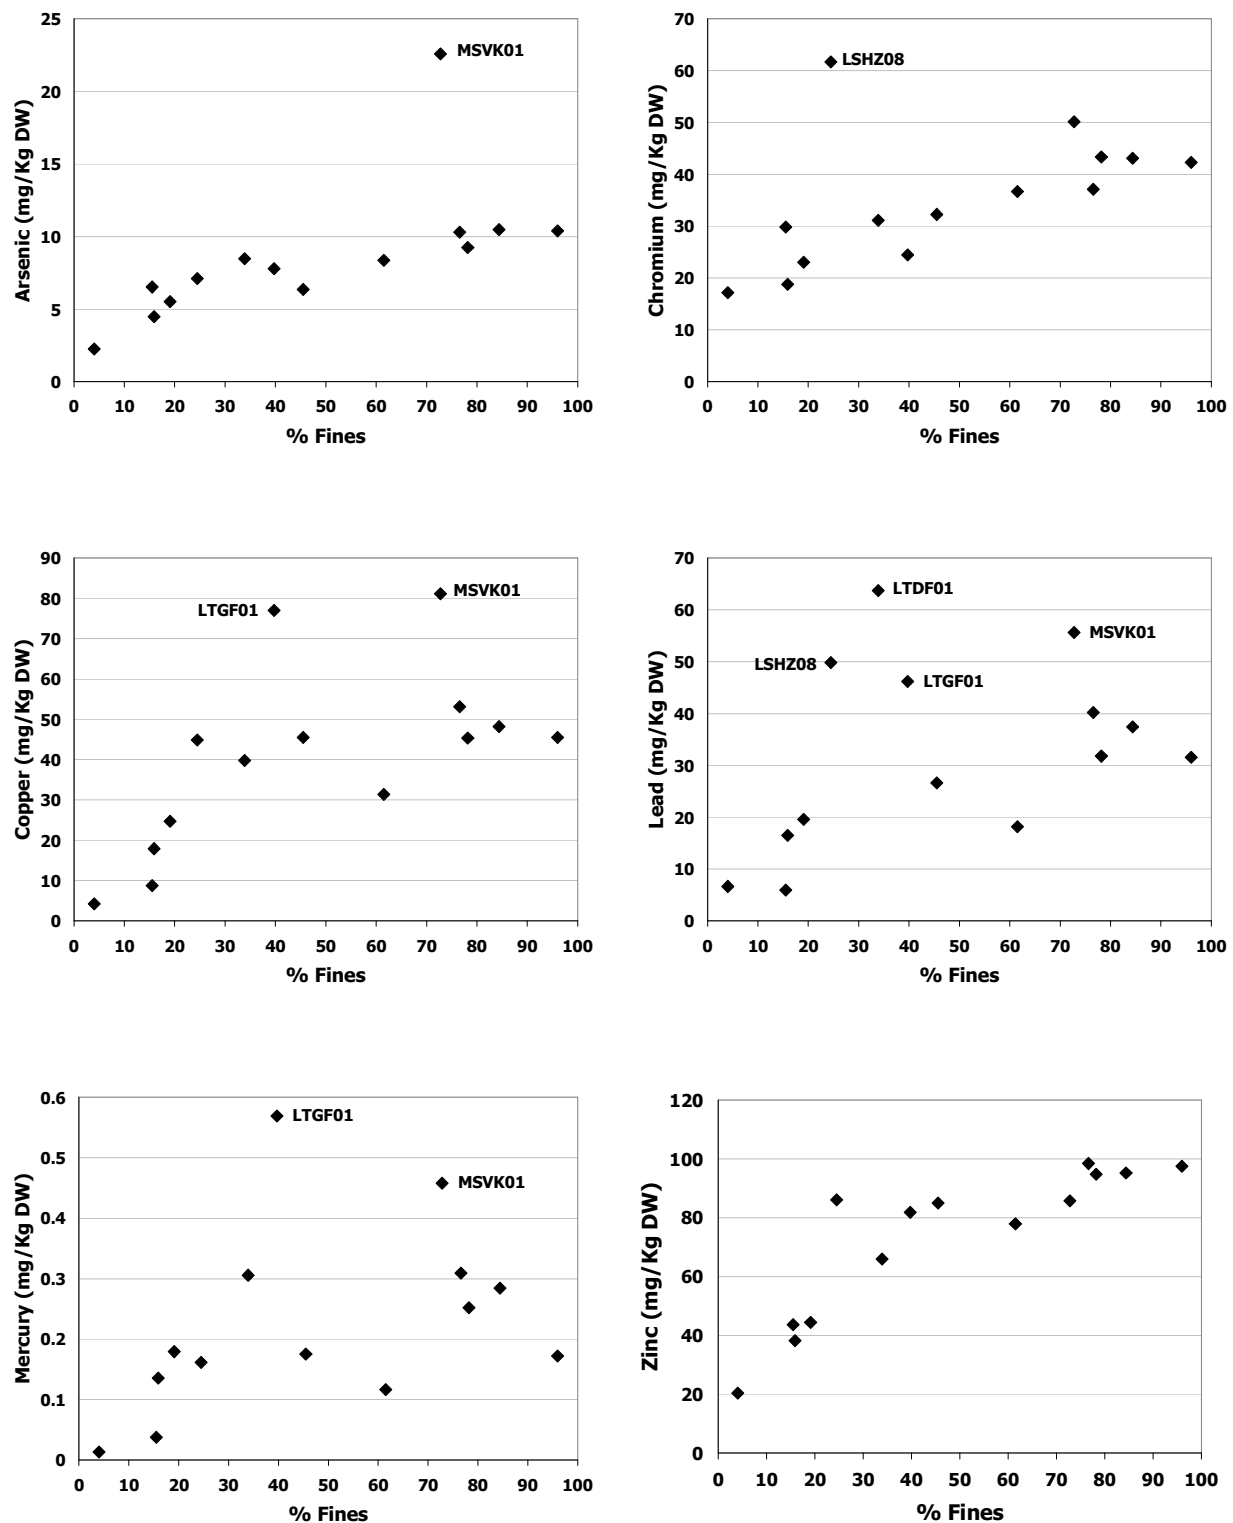 25
20
15
10
5
0
Arsenic (mg/Kg DW)
MSVK01
0 10 20 30 40 50 60 70 80 90 100
% Fines
70
60
50
40
30
20
10
0
Chromium (mg/Kg DW)
LSHZ08
0 10 20 30 40 50 60 70 80 90 100
% Fines
90
80
70
60
50
40
30
20
10
0
Copper (mg/Kg DW)
MSVK01
LTGF01
0 10 20 30 40 50 60 70 80 90 100
% Fines
70
60
50
40
30
20
10
0
Lead (mg/Kg DW)
LTDF01
MSVK01
LSHZ08
LTGF01
0 10 20 30 40 50 60 70 80 90 100
% Fines
0.6
0.5
0.4
0.3
0.2
0.1
0
Mercury (mg/Kg DW)
LTGF01
MSVK01
0 10 20 30 40 50 60 70 80 90 100
% Fines
120
100
80
60
40
20
0
Zinc (mg/Kg DW)
0 10 20 30 40 50 60 70 80 90 100
% Fines